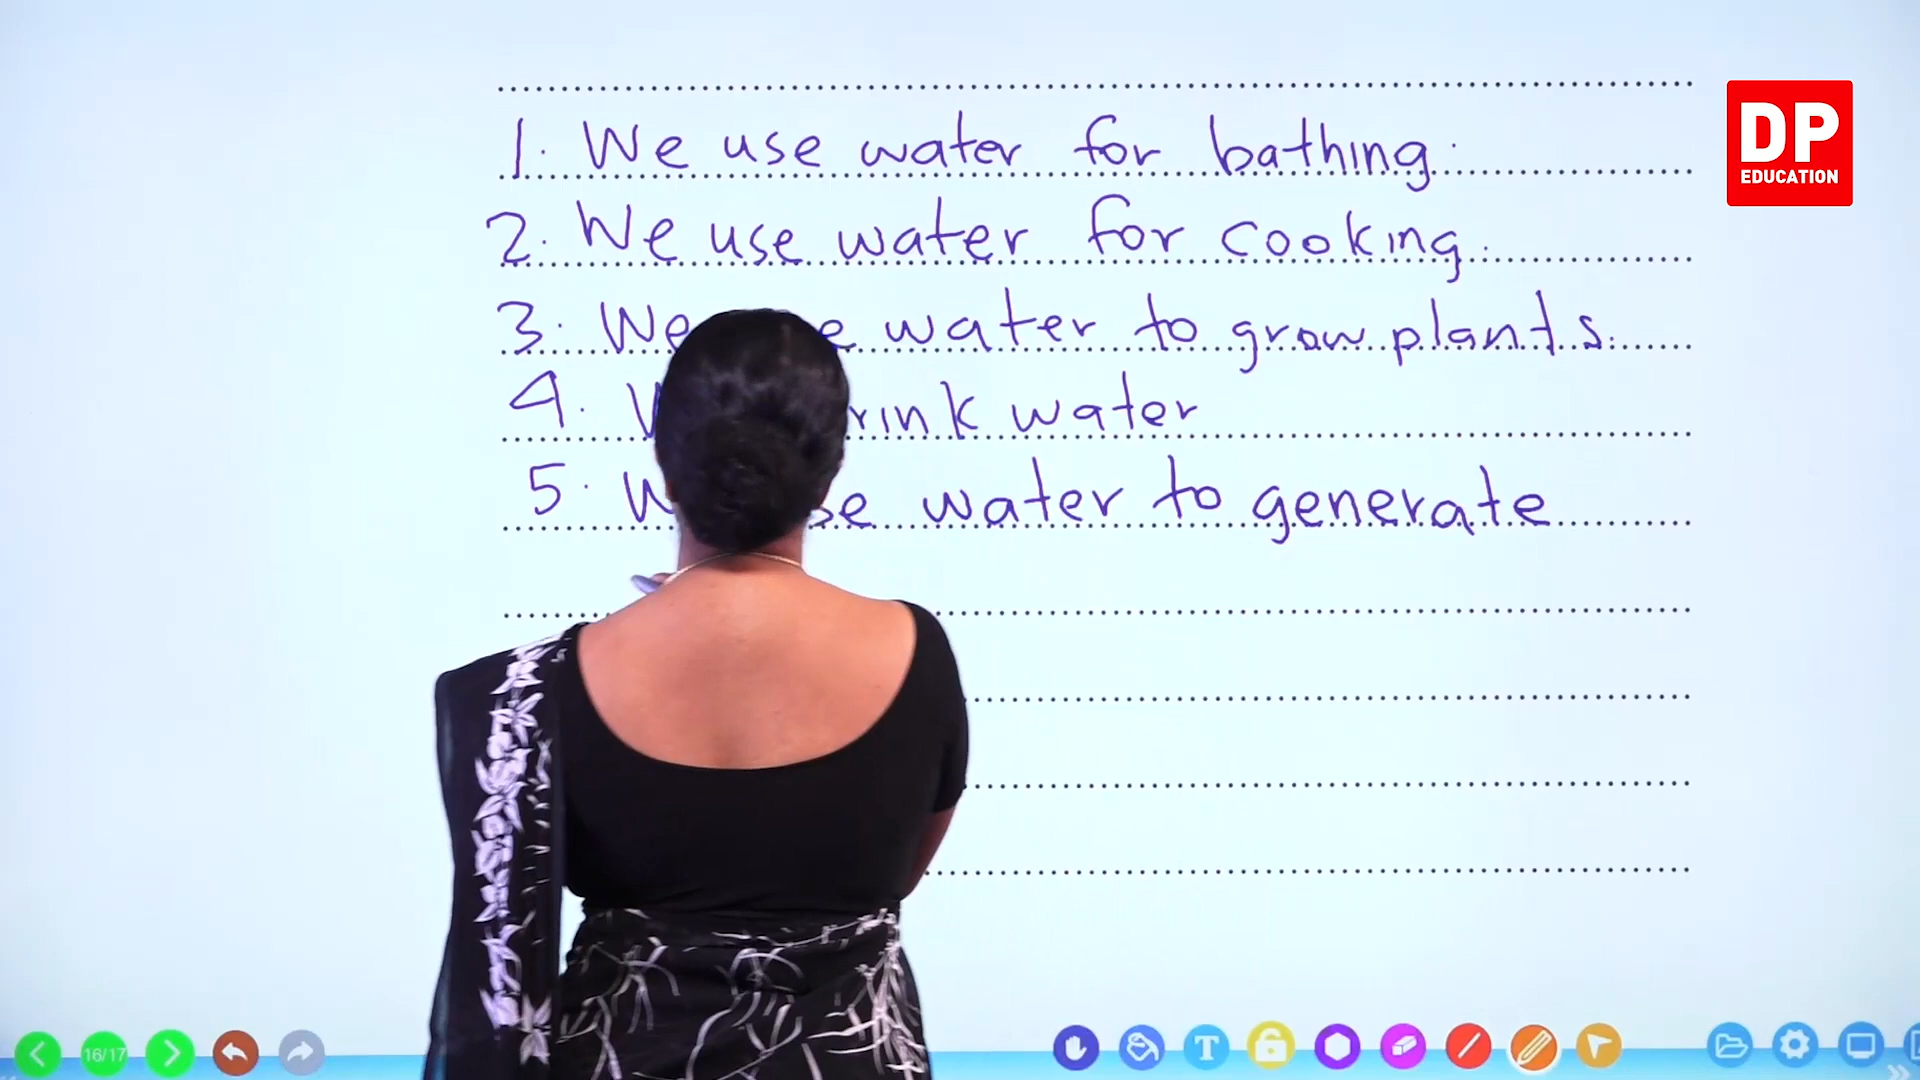 DP
EDUCATION
1. We use water for bathing.
2. We use water for cooking.
3. We water to grow plants.
4. water
5. water to generate
16/17
T